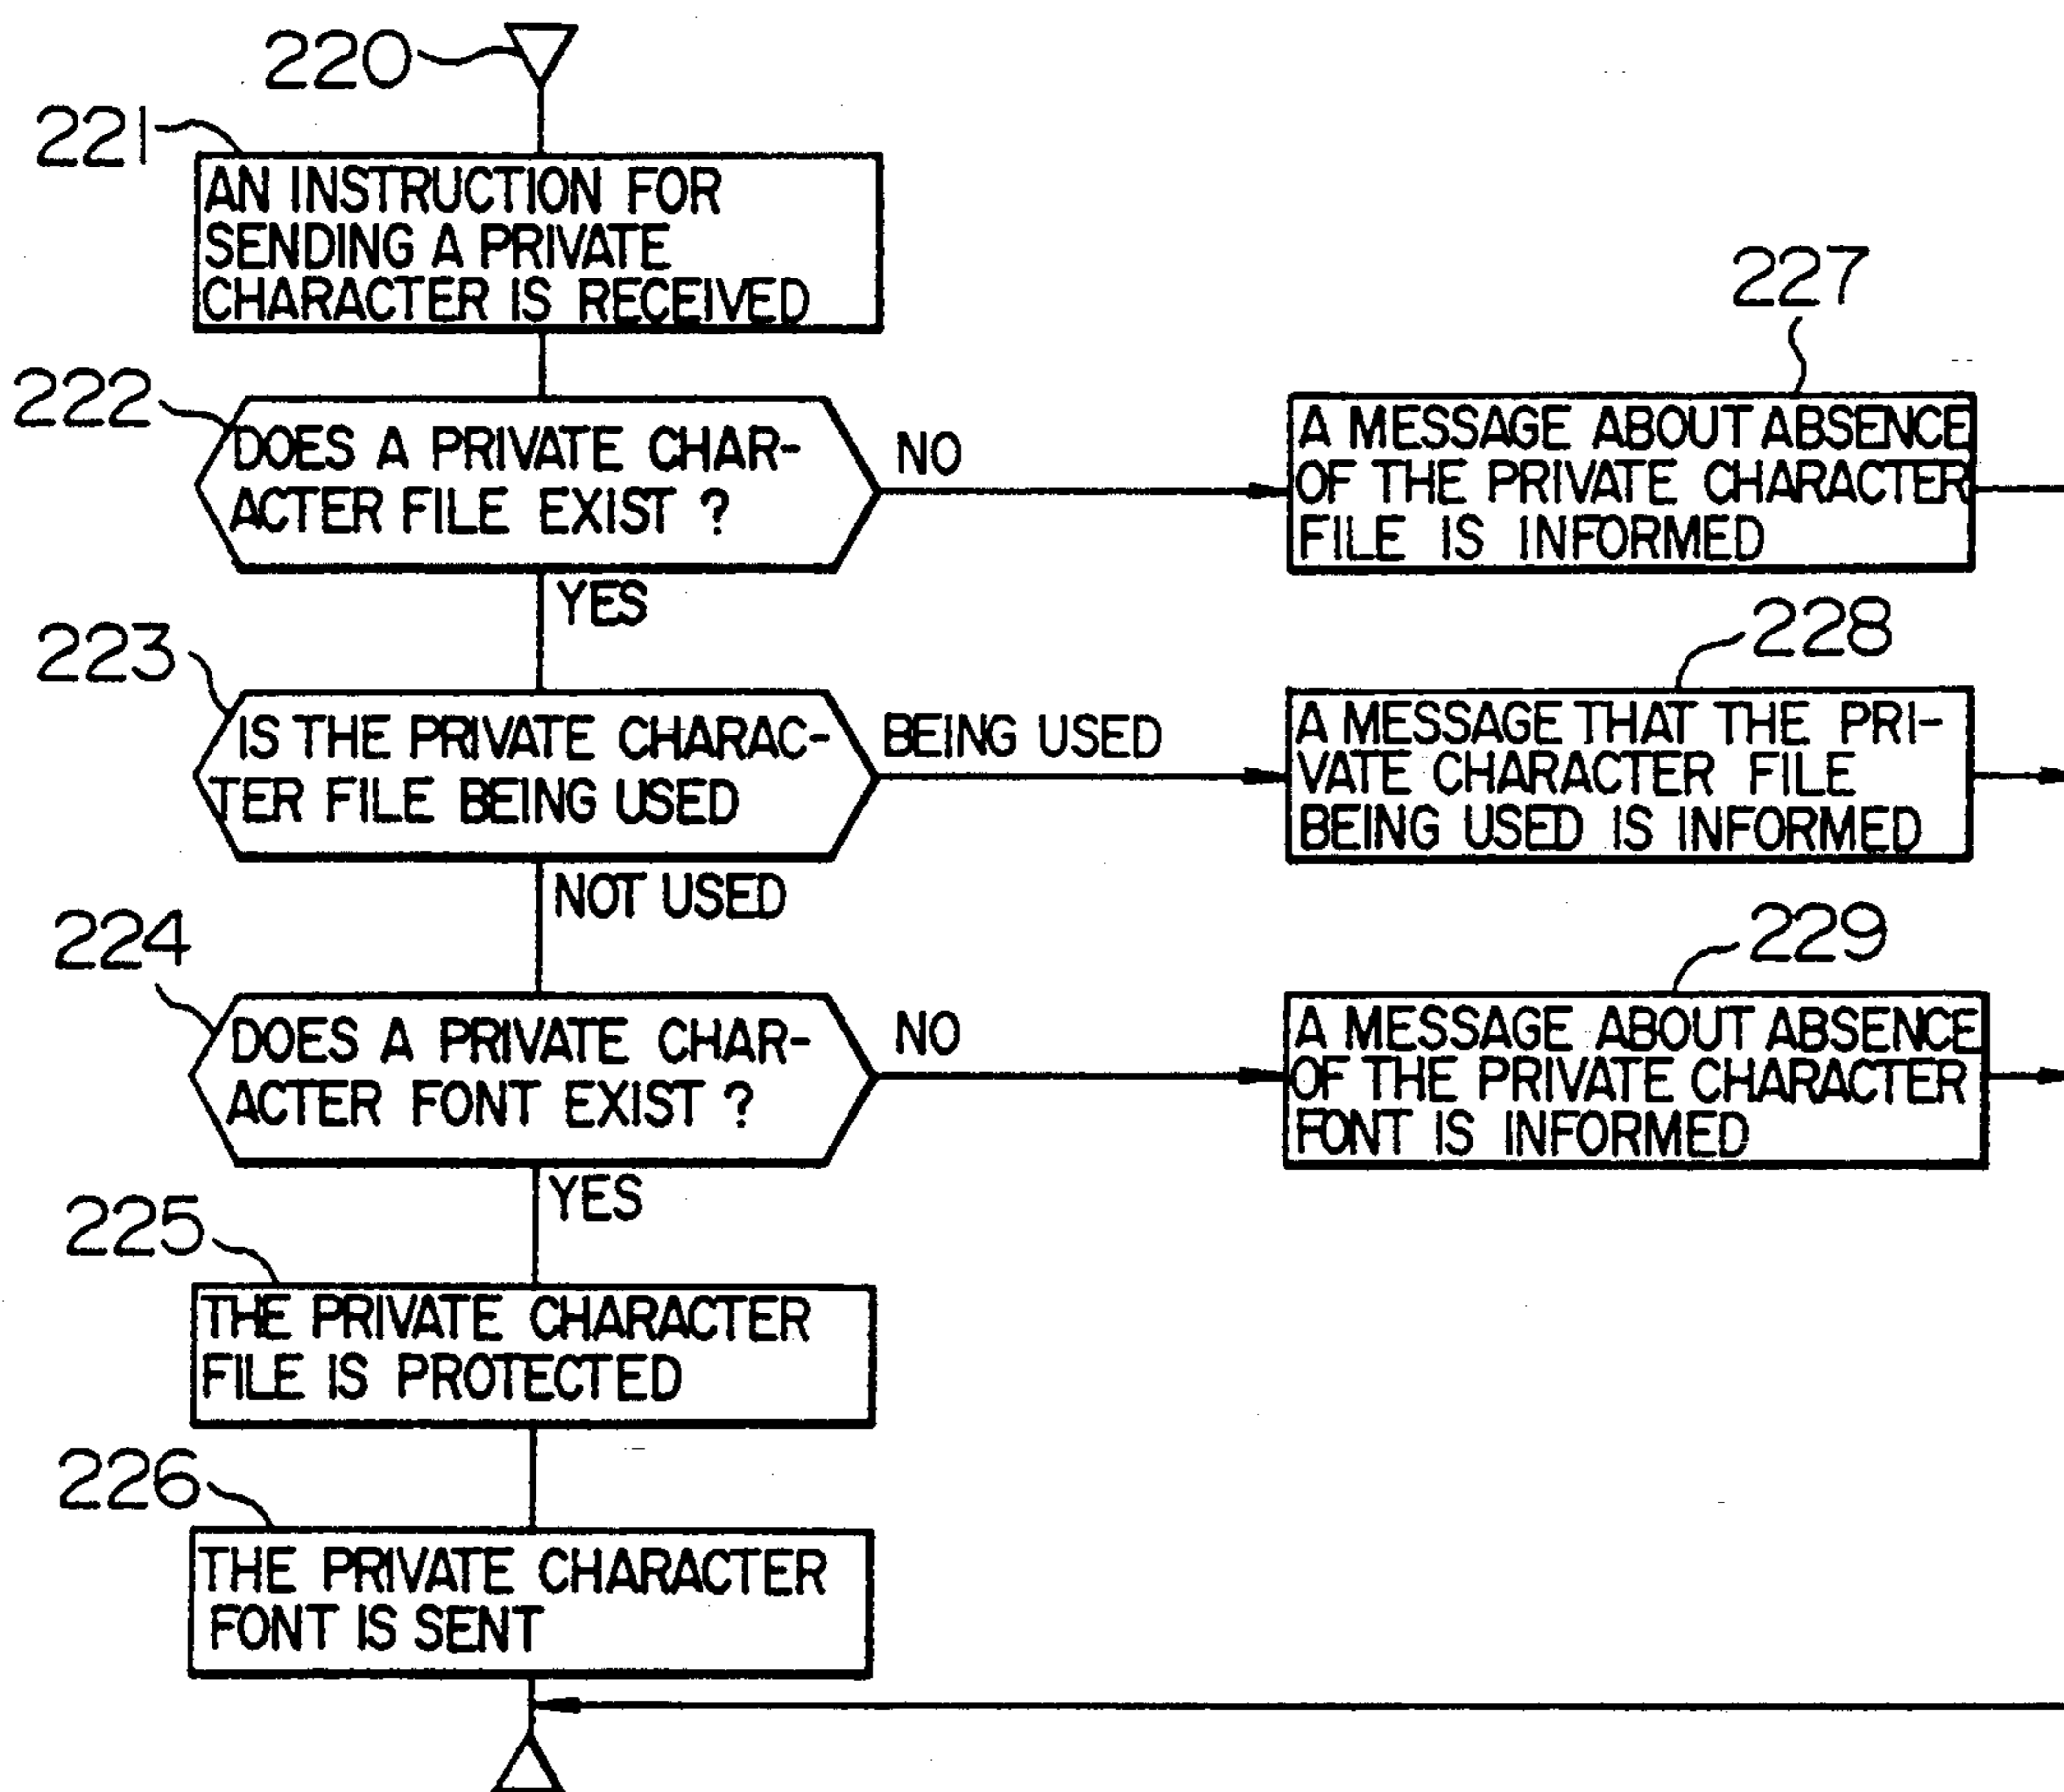 220
221
AN INSTRUCTION FOR
SENDING A PRIVATE
CHARACTER IS RECEIVED
222
DOES A PRIVATE CHAR-
ACTER FILE EXIST ?
NO
227
A MESSAGE ABOUT ABSENCE
OF THE PRIVATE CHARACTER
FILE IS INFORMED
YES
223
IS THE PRIVATE CHARAC-
TER FILE BEING USED
BEING USED
228
A MESSAGE THAT THE PRI-
VATE CHARACTER FILE
BEING USED IS INFORMED
NOT USED
224
DOES A PRIVATE CHAR-
ACTER FONT EXIST ?
NO
229
A MESSAGE ABOUT ABSENCE
OF THE PRIVATE CHARACTER
FONT IS INFORMED
YES
225
THE PRIVATE CHARACTER
FILE IS PROTECTED
226
THE PRIVATE CHARACTER
FONT IS SENT